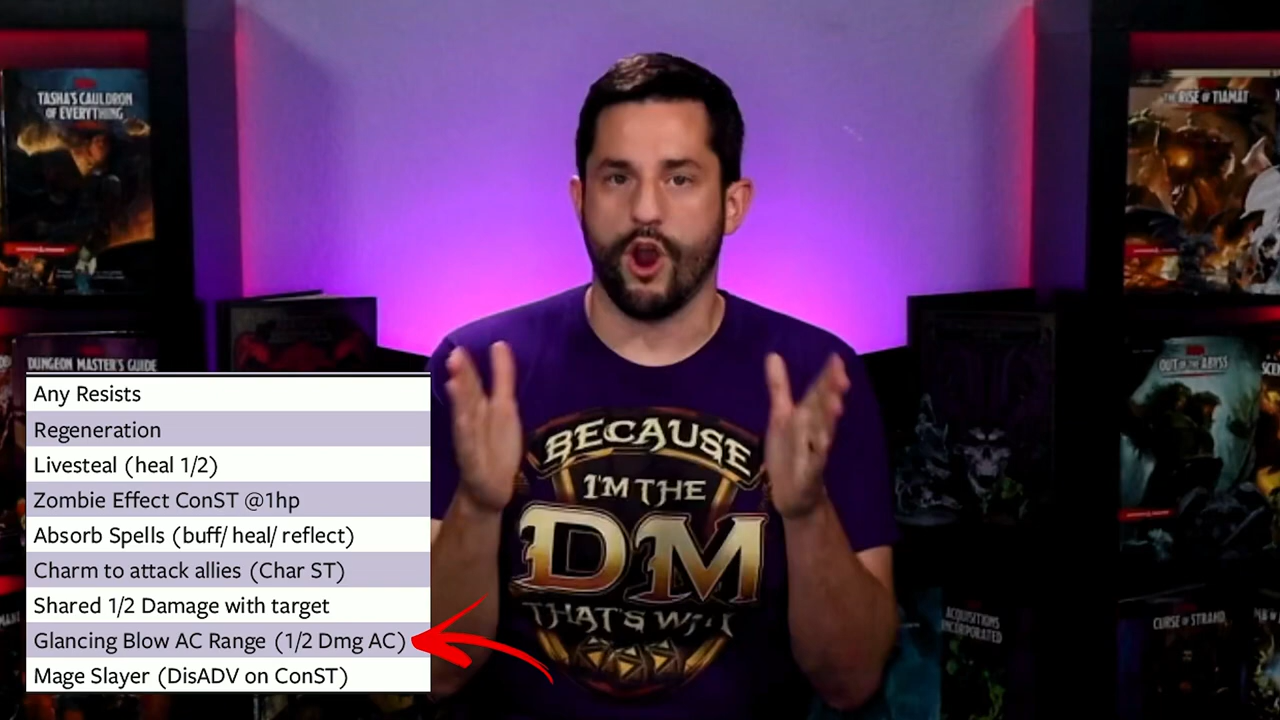 TASHA'S CAULDRON
OF EVERYTHING
DUNGEON MASTER'S GUIDE
Any Resists
Regeneration
Livesteal (heal 1/2)
Zombie Effect ConST @1hp
Absorb Spells (buff/ heal/ reflect)
Charm to attack allies (Char ST)
Shared 1/2 Damage with target
Glancing Blow AC Range (1/2 Dmg AC)
Mage Slayer (DisADV on ConST)
BECAUSE
I'M THE
DM
THAT'S
THE RISE OF TIAMAT
OUT OF THE ABYSS
ACQUISITIONS
INCORPORATED
CURSE OF STRAHD